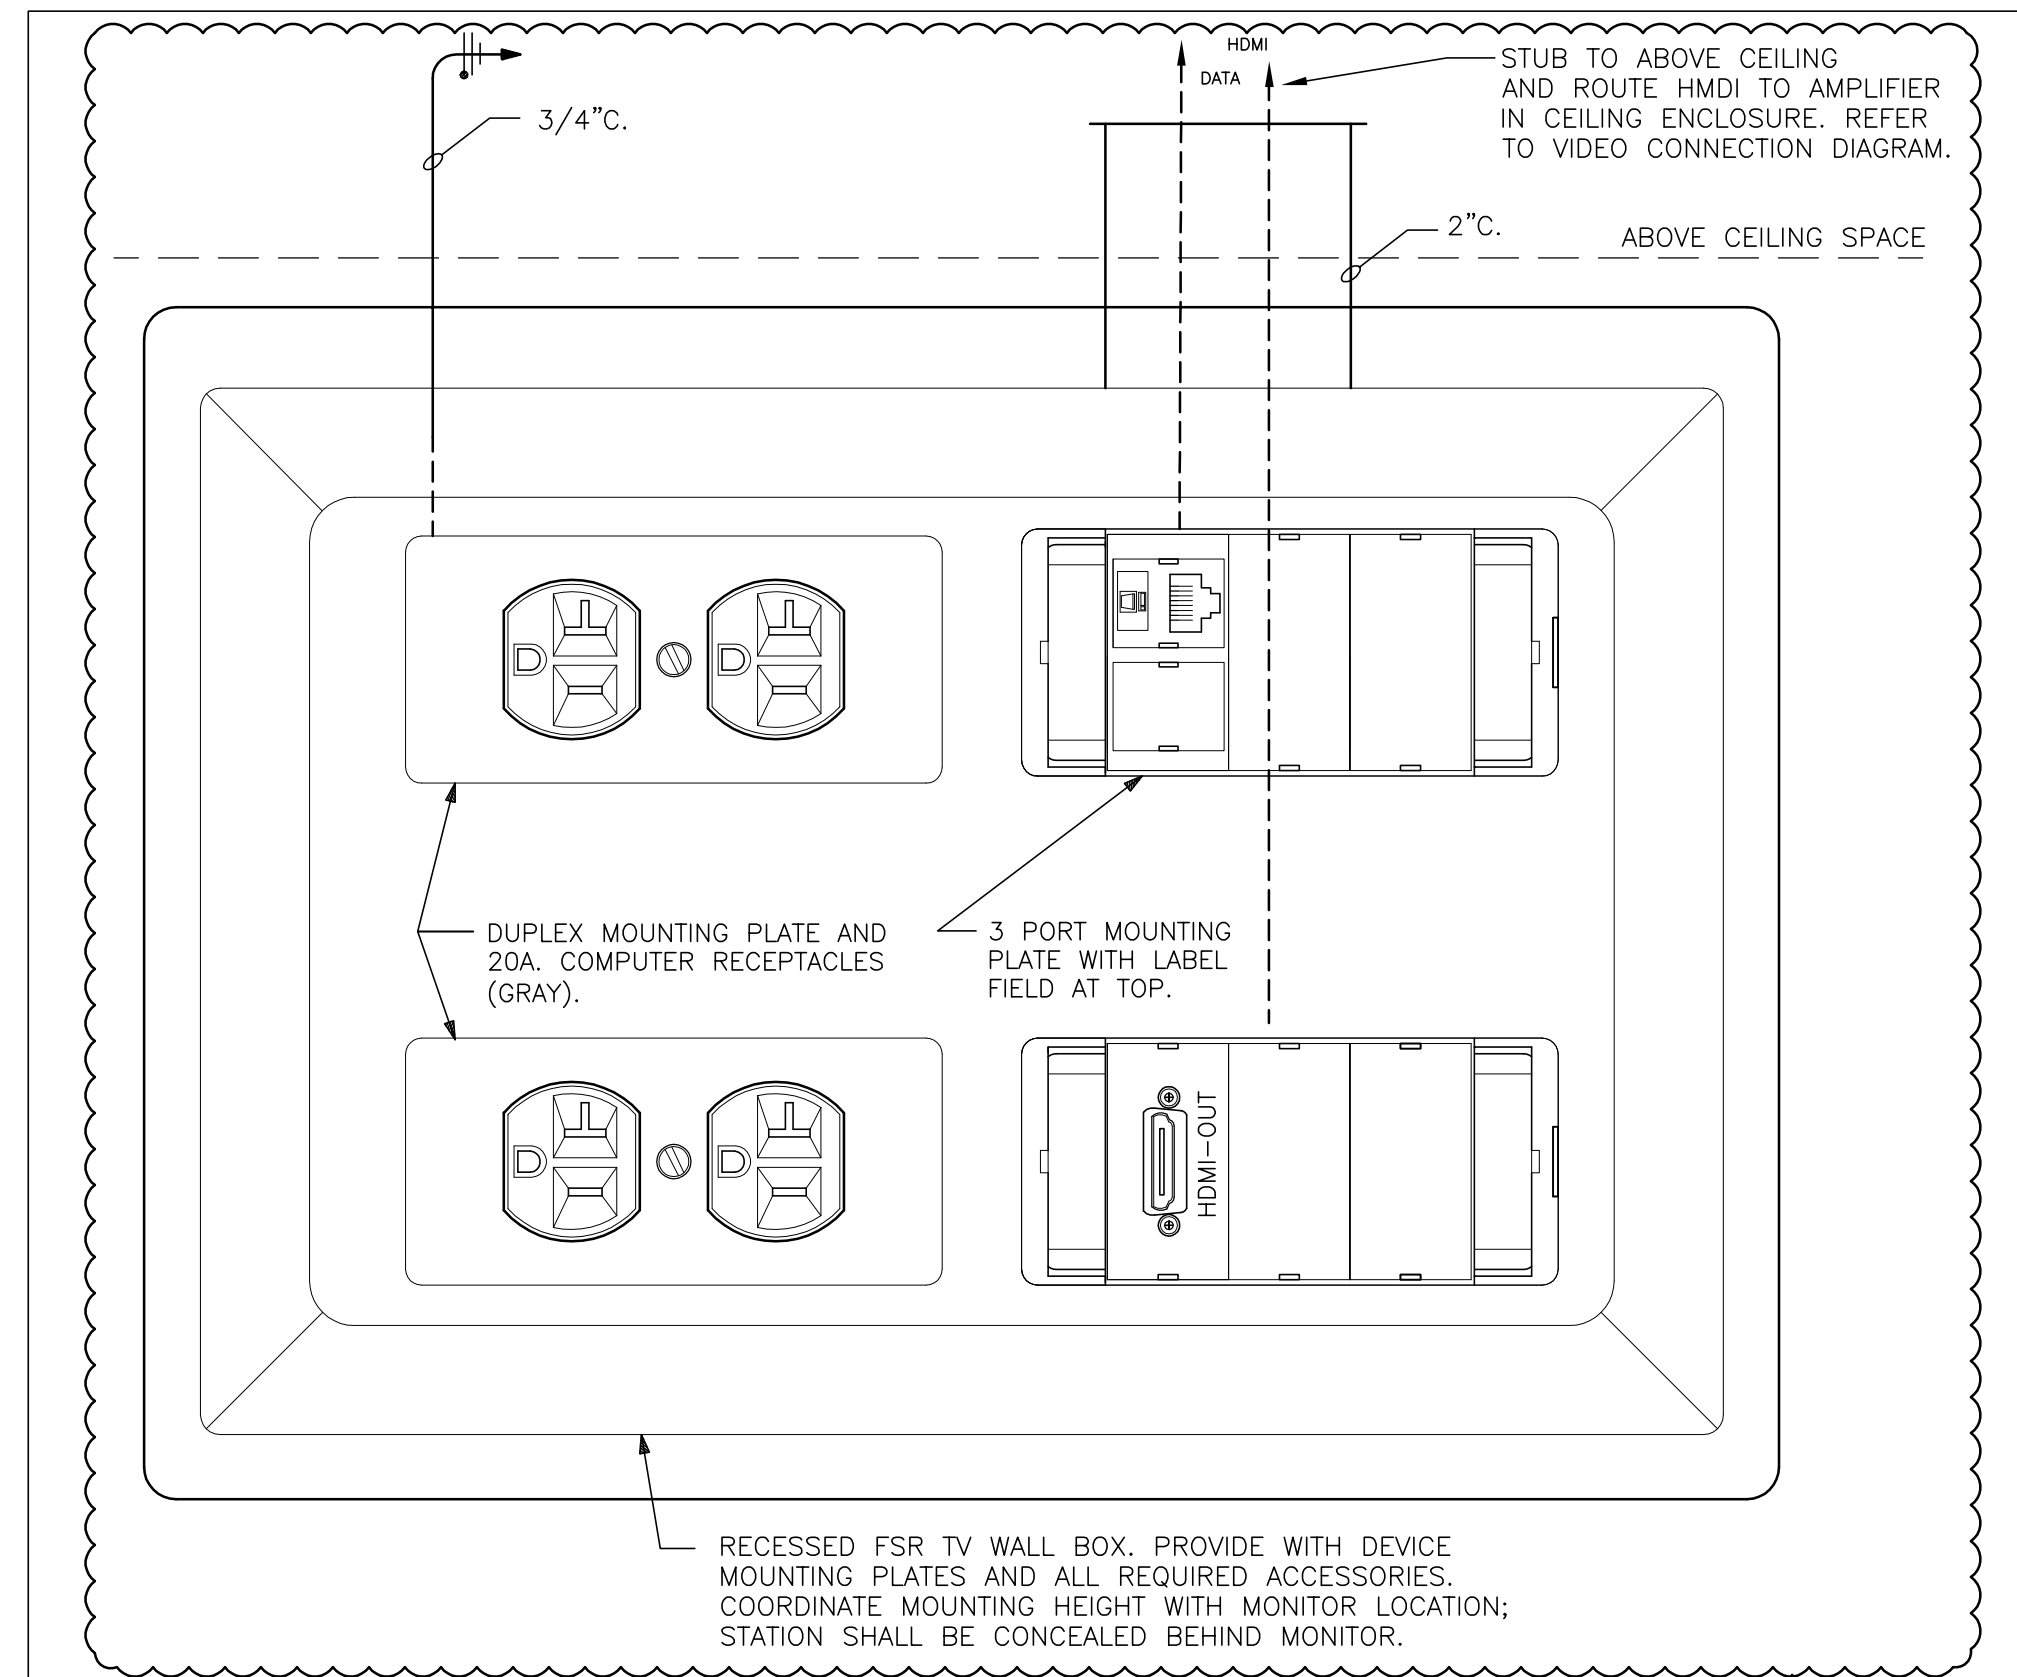 HDMI
DATA
STUB TO ABOVE CEILING
AND ROUTE HMDI TO AMPLIFIER
IN CEILING ENCLOSURE. REFER
TO VIDEO CONNECTION DIAGRAM.
3/4"C.
2"C.
ABOVE CEILING SPACE
DUPLEX MOUNTING PLATE AND
20A. COMPUTER RECEPTACLES
(GRAY).
3 PORT MOUNTING
PLATE WITH LABEL
FIELD AT TOP.
HDMI-OUT
RECESSED FSR TV WALL BOX. PROVIDE WITH DEVICE
MOUNTING PLATES AND ALL REQUIRED ACCESSORIES.
COORDINATE MOUNTING HEIGHT WITH MONITOR LOCATION;
STATION SHALL BE CONCEALED BEHIND MONITOR.